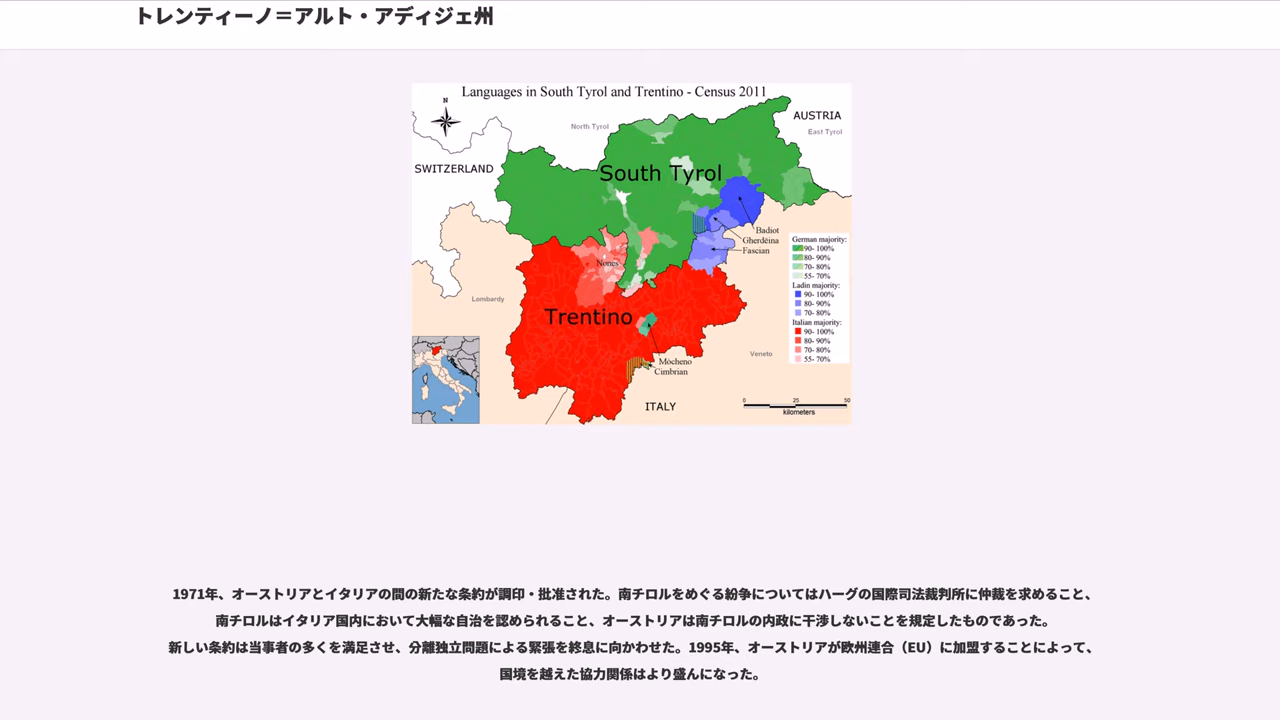 トレンティーノ＝アルト・アディジェ州
Languages in South Tyrol and Trentino - Census 2011
N
AUSTRIA
North Tyrol
East Tyrol
SWITZERLAND
South Tyrol
Badiot
Gherdëina
Fascian
German majority:
90- 100%
80- 90%
70- 80%
55- 70%
Ladin majority:
90- 100%
80- 90%
70- 80%
Italian majority:
90- 100%
80- 90%
70- 80%
55- 70%
Nones
Lombardy
Trentino
Veneto
Mòcheno
Cimbrian
ITALY
0 25 50
kilometers
1971年、オーストリアとイタリアの間の新たな条約が調印・批准された。南チロルをめぐる紛争についてはハーグの国際司法裁判所に仲裁を求めること、
南チロルはイタリア国内において大幅な自治を認められること、オーストリアは南チロルの内政に干渉しないことを規定したものであった。
新しい条約は当事者の多くを満足させ、分離独立問題による緊張を終息に向かわせた。1995年、オーストリアが欧州連合（EU）に加盟することによって、
国境を越えた協力関係はより盛んになった。